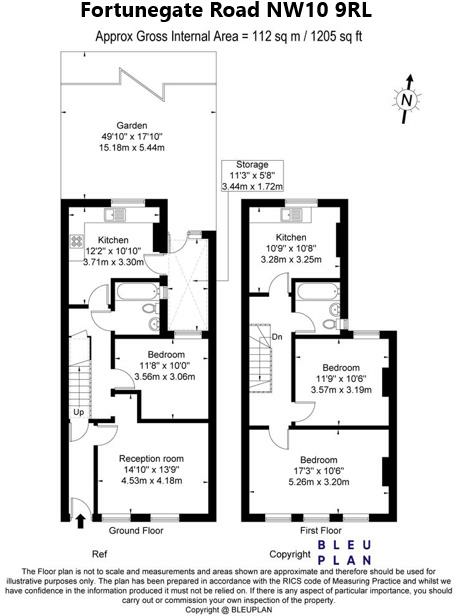 Fortunegate Road NW10 9RL
Approx Gross Internal Area = 112 sq m / 1205 sq ft
N
Garden
49'10" x 17'10"
15.18m x 5.44m
Storage
11'3" x 5'8"
3.44m x 1.72m
Kitchen
12'2" x 10'10"
3.71m x 3.30m
Bedroom
11'8" x 10'0"
3.56m x 3.06m
Up
Reception room
14'10" x 13'9"
4.53m x 4.18m
Ground Floor
Kitchen
10'9" x 10'8"
3.28m x 3.25m
Dn
Bedroom
11'9" x 10'6"
3.57m x 3.19m
Bedroom
17'3" x 10'6"
5.26m x 3.20m
First Floor
Ref
Copyright
BLEU
PLAN
The Floor plan is not to scale and measurements and areas shown are approximate and therefore should be used for
illustrative purposes only. The plan has been prepared in accordance with the RICS code of Measuring Practice and whilst we
have confidence in the information produced it must not be relied on. If there is any aspect of particular importance, you should
carry out or commission your own inspection of the property.
Copyright @ BLEUPLAN